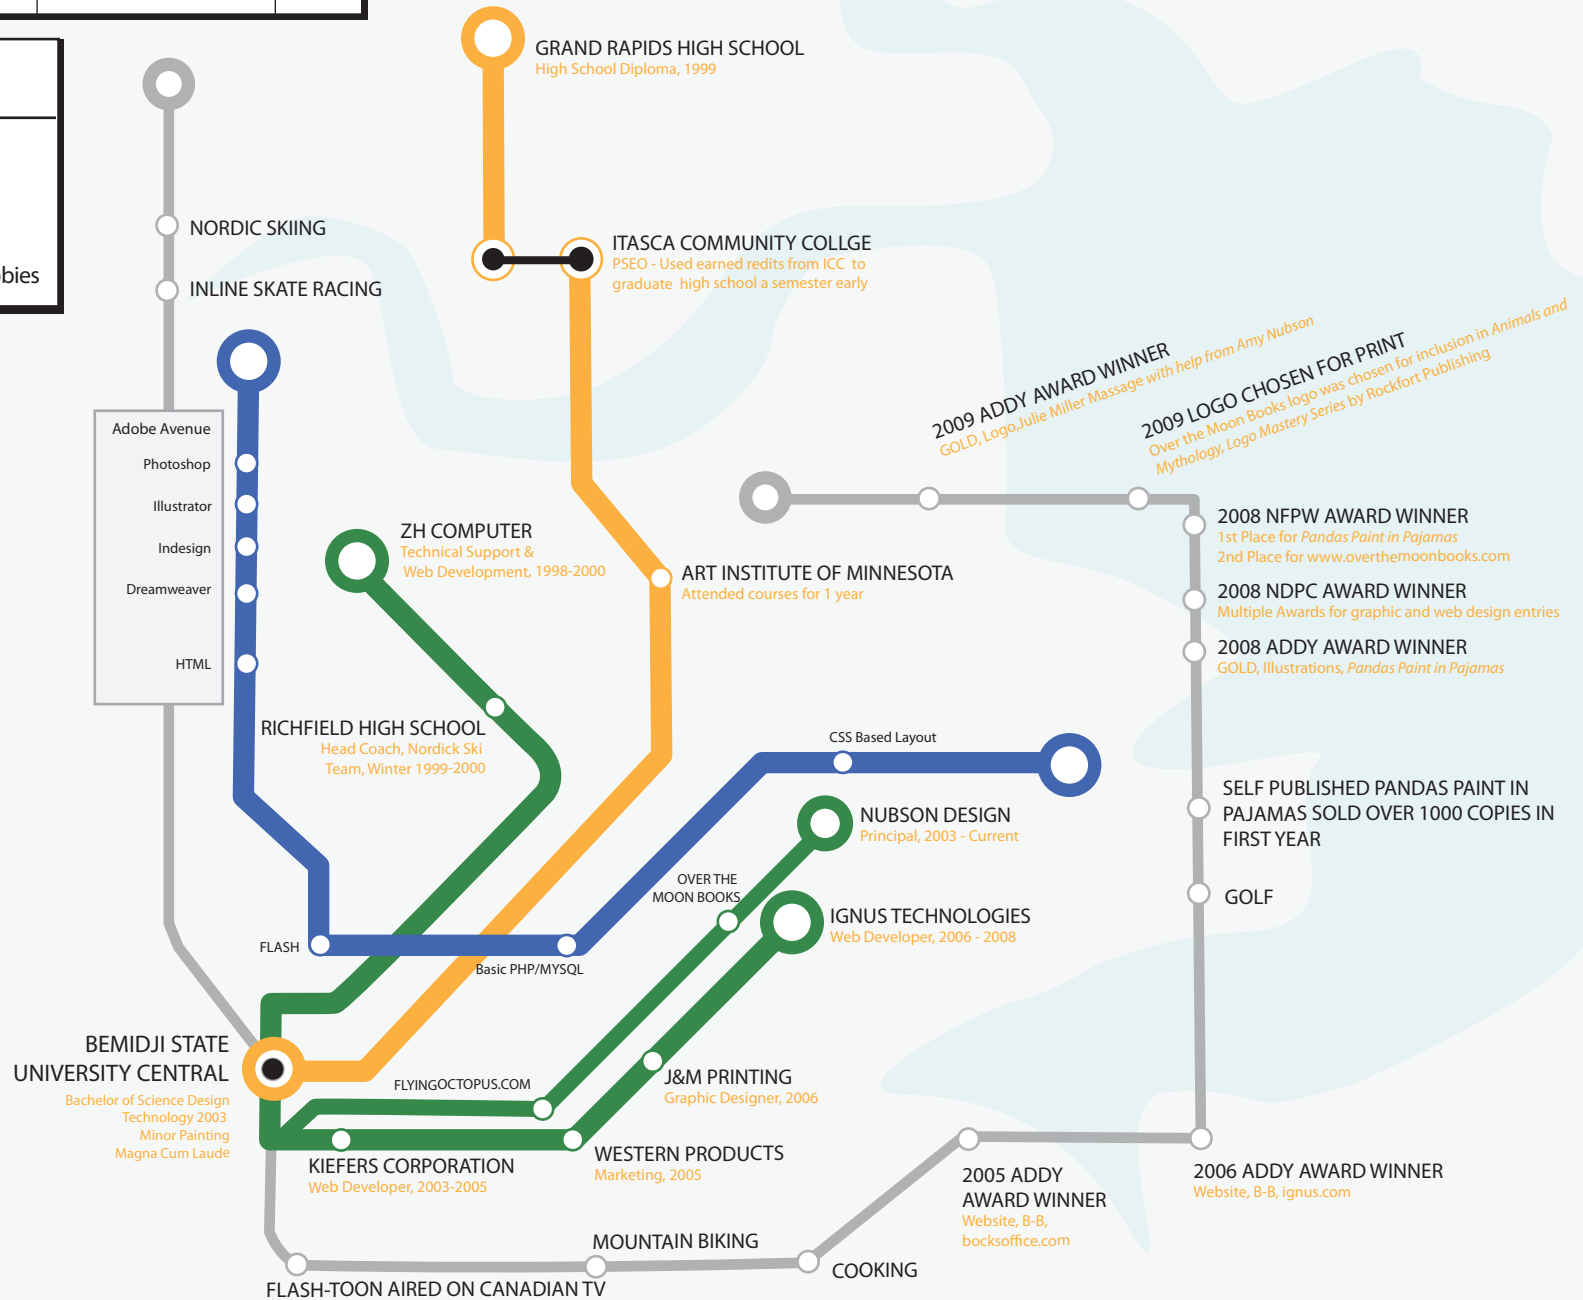 GRAND RAPIDS HIGH SCHOOL
High School Diploma, 1999
NORDIC SKIING
INLINE SKATE RACING
ITASCA COMMUNITY COLLGE
PSEO - Used earned redits from ICC to
graduate high school a semester early
2009 ADDY AWARD WINNER
GOLD, Logo,Julie Miller Massage with help from Amy Nubson
2009 LOGO CHOSEN FOR PRINT
Over the Moon Books logo was chosen for inclusion in Animals and
Mythology, Logo Mastery Series by Rockfort Publishing
Adobe Avenue
Photoshop
Illustrator
Indesign
Dreamweaver
HTML
ZH COMPUTER
Technical Support &
Web Development, 1998-2000
ART INSTITUTE OF MINNESOTA
Attended courses for 1 year
2008 NFPW AWARD WINNER
1st Place for Pandas Paint in Pajamas
2nd Place for www.overthemoonbooks.com
2008 NDPC AWARD WINNER
Multiple Awards for graphic and web design entries
2008 ADDY AWARD WINNER
GOLD, Illustrations, Pandas Paint in Pajamas
RICHFIELD HIGH SCHOOL
Head Coach, Nordick Ski
Team, Winter 1999-2000
CSS Based Layout
SELF PUBLISHED PANDAS PAINT IN
PAJAMAS SOLD OVER 1000 COPIES IN
FIRST YEAR
NUBSON DESIGN
Principal, 2003 - Current
OVER THE
MOON BOOKS
GOLF
IGNUS TECHNOLOGIES
Web Developer, 2006 - 2008
FLASH
Basic PHP/MYSQL
BEMIDJI STATE
UNIVERSITY CENTRAL
Bachelor of Science Design
Technology 2003
Minor Painting
Magna Cum Laude
FLYINGOCTOPUS.COM
J&M PRINTING
Graphic Designer, 2006
KIEFERS CORPORATION
Web Developer, 2003-2005
WESTERN PRODUCTS
Marketing, 2005
2005 ADDY
AWARD WINNER
Website, B-B,
bocksoffice.com
2006 ADDY AWARD WINNER
Website, B-B, ignus.com
MOUNTAIN BIKING
COOKING
FLASH-TOON AIRED ON CANADIAN TV